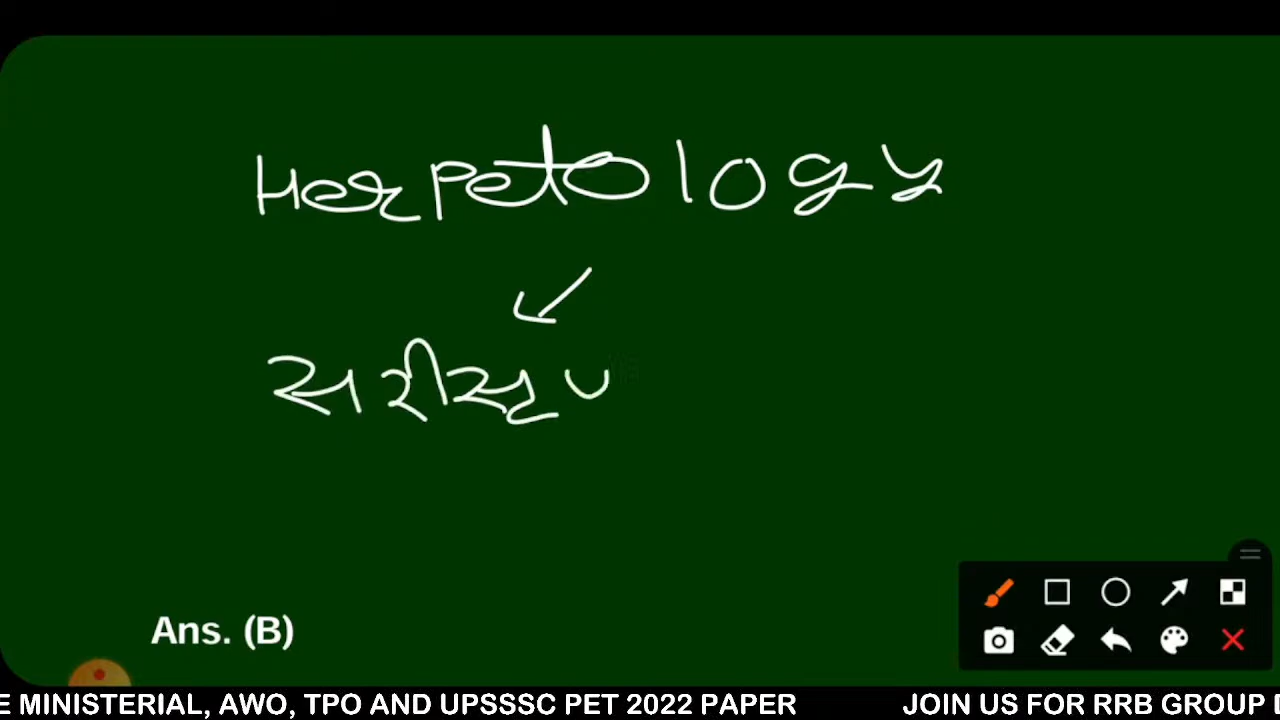 Herpetology
सरीसृप
Ans. (B)
E MINISTERIAL, AWO, TPO AND UPSSSC PET 2022 PAPER JOIN US FOR RRB GROUP